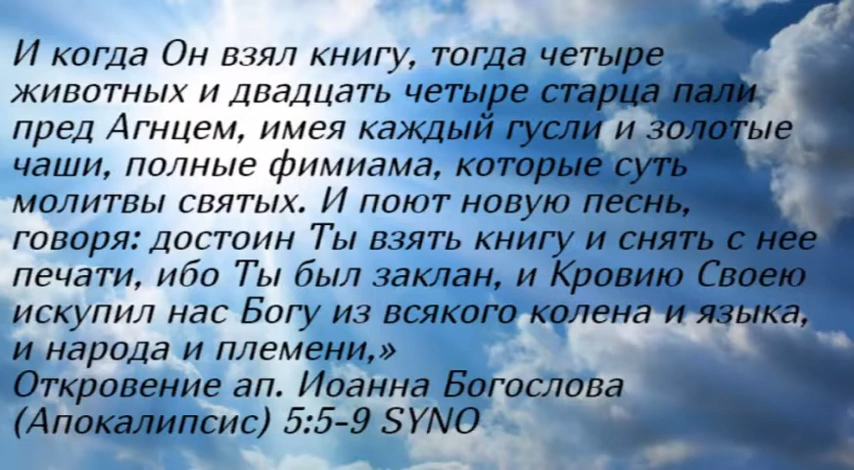 И когда Он взял книгу, тогда четыре
животных и двадцать четыре старца пали
пред Агнцем, имея каждый гусли и золотые
чаши, полные фимиама, которые суть
молитвы святых. И поют новую песнь,
говоря: достоин Ты взять книгу и снять с нее
печати, ибо Ты был заклан, и Кровию Своею
искупил нас Богу из всякого колена и языка,
и народа и племени,»
Откровение ап. Иоанна Богослова
(Апокалипсис) 5:5-9 SYNO